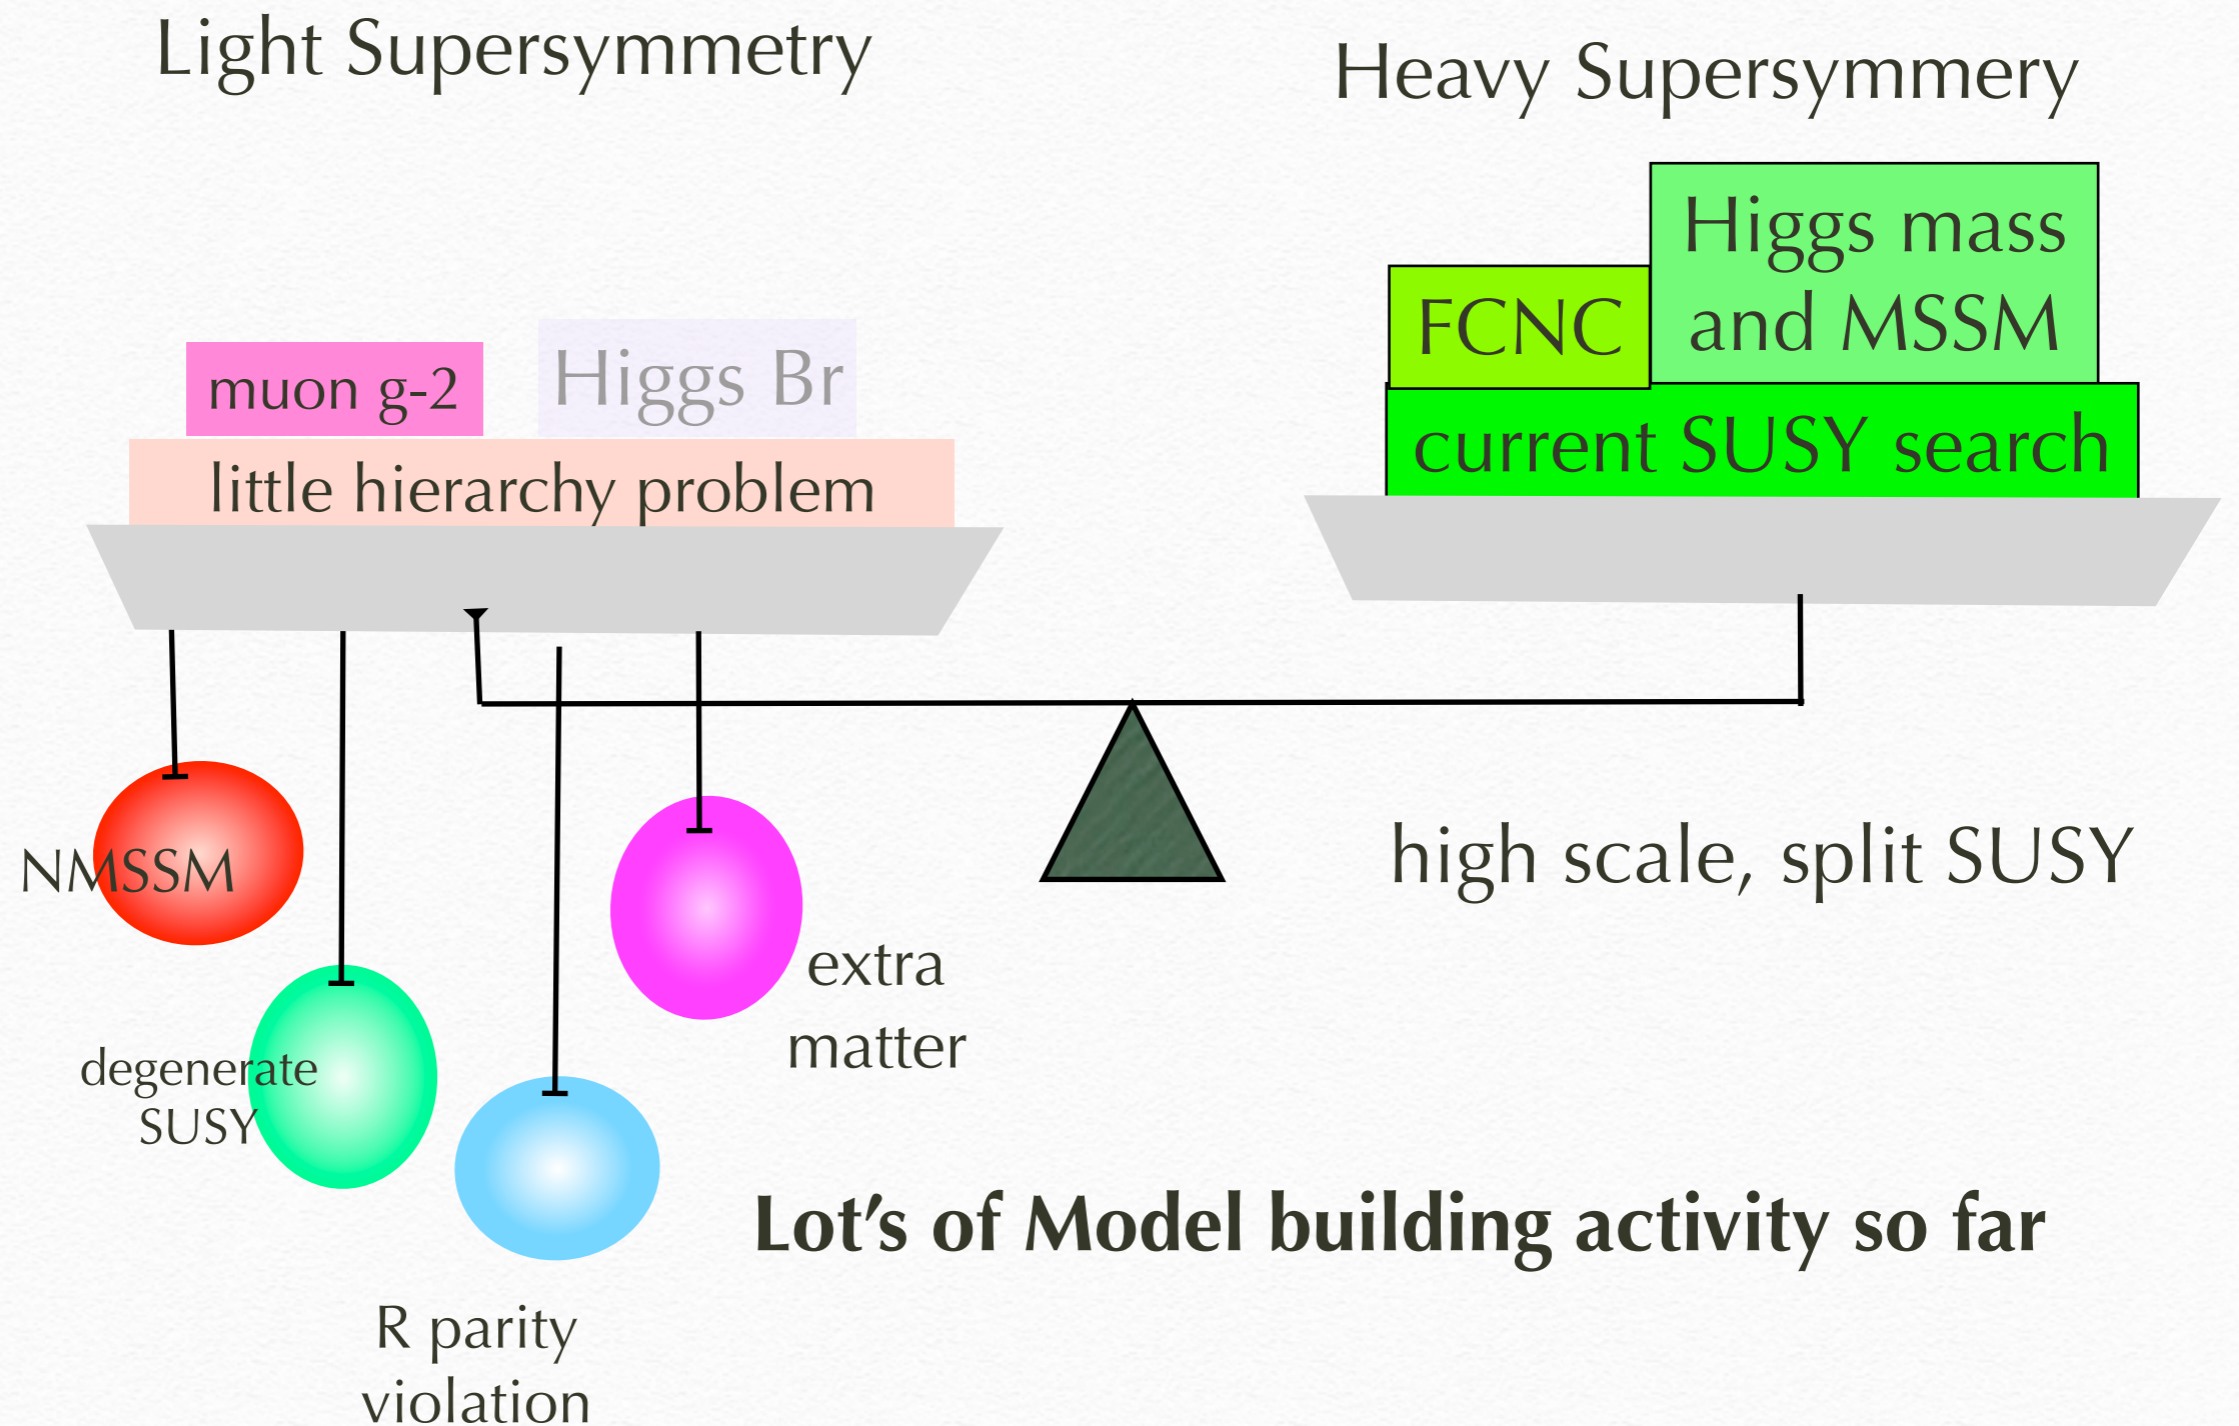 Light Supersymmetry
Heavy Supersymmery
muon g-2
Higgs Br
little hierarchy problem
FCNC
Higgs mass
and MSSM
current SUSY search
NMSSM
degenerate
SUSY
R parity
violation
extra
matter
high scale, split SUSY
Lot's of Model building activity so far